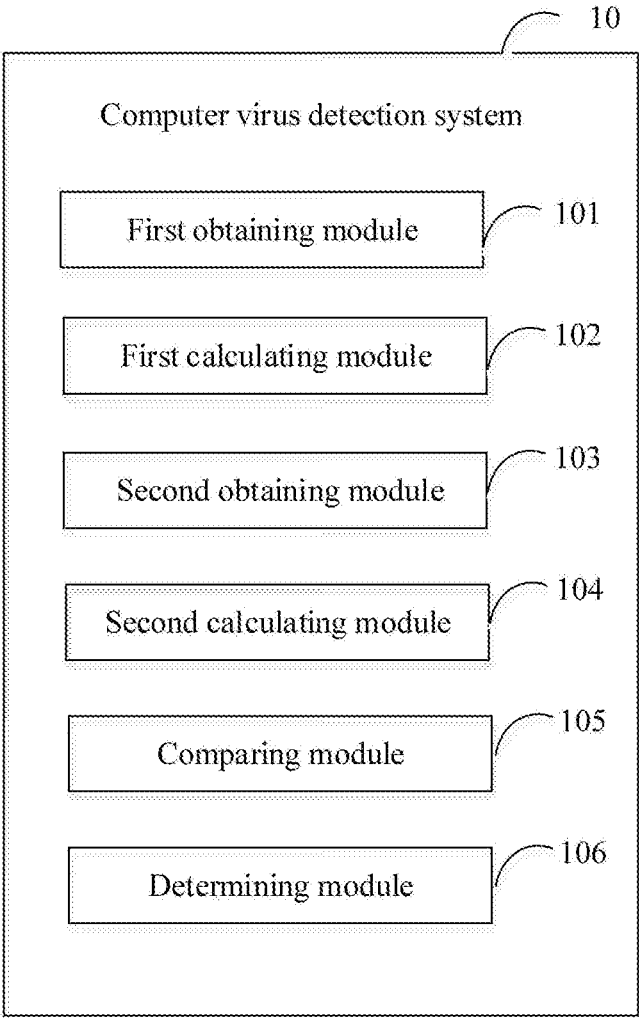 10
Computer virus detection system
First obtaining module
101
First calculating module
102
Second obtaining module
103
Second calculating module
104
Comparing module
105
Determining module
106